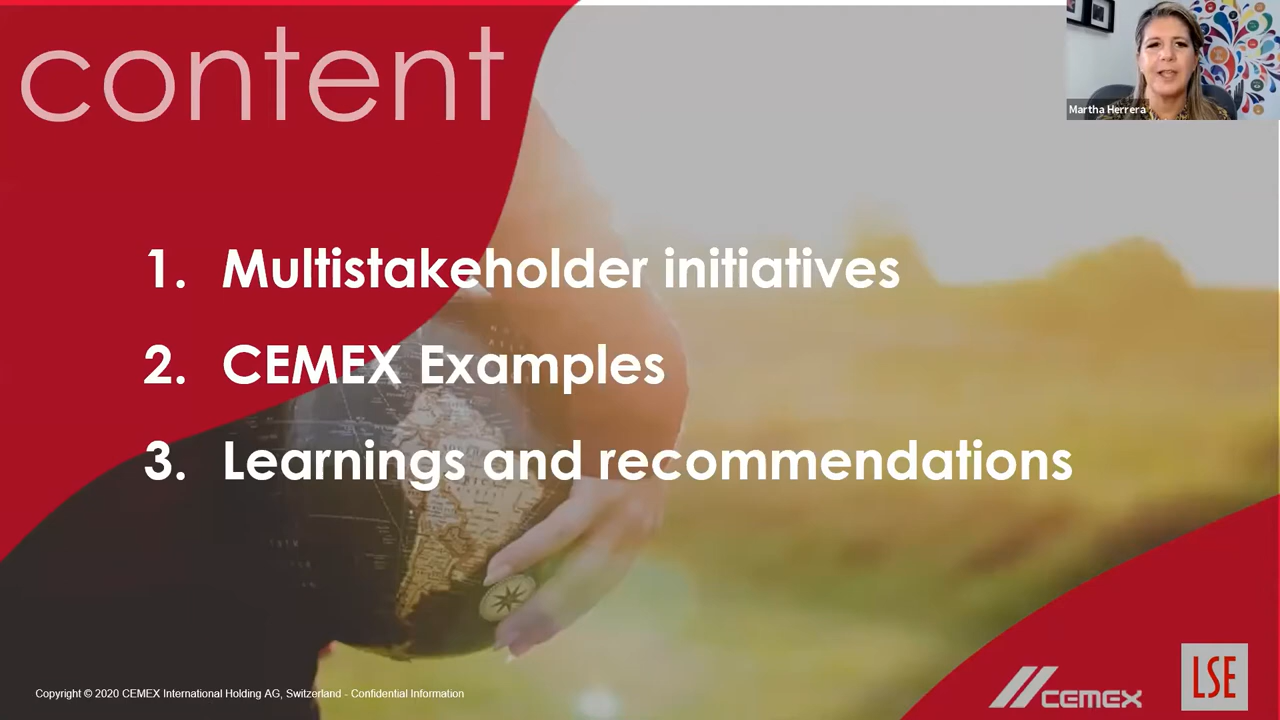 content
Martha Herrera
1. Multistakeholder initiatives
2. CEMEX Examples
3. Learnings and recommendations
Copyright © 2020 CEMEX International Holding AG, Switzerland - Confidential Information
CEMEX
LSE